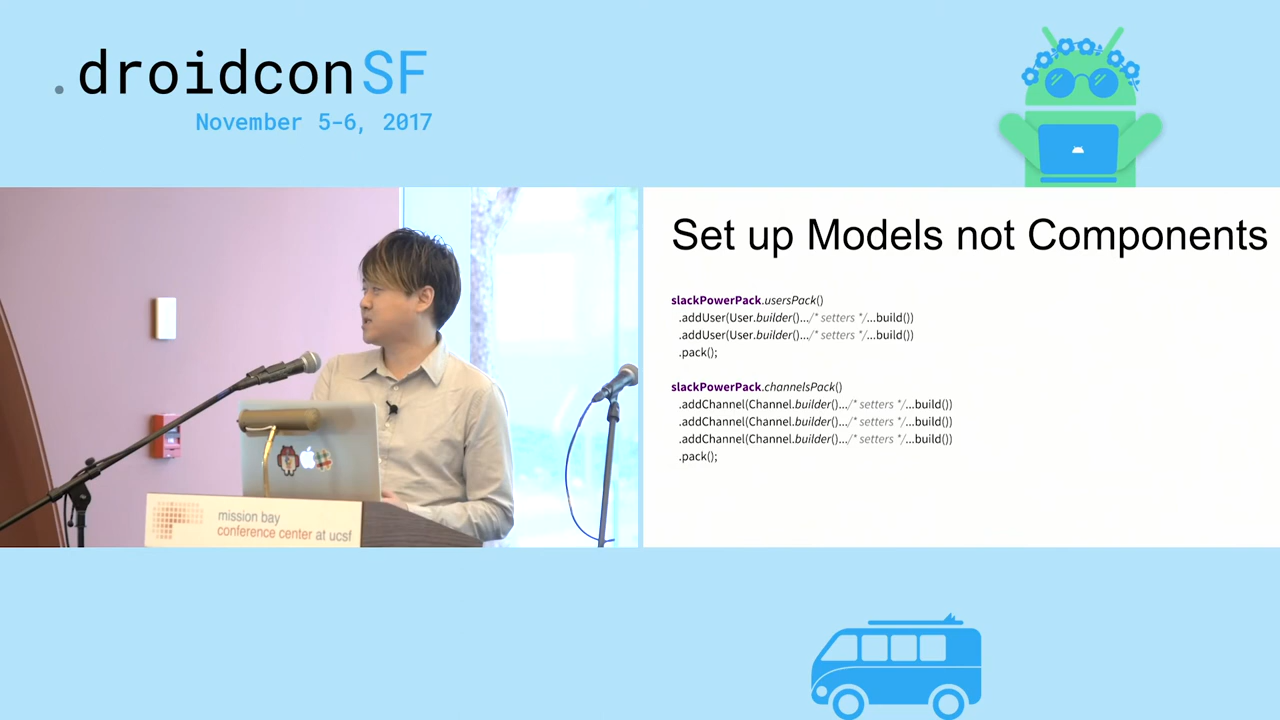 .droidconSF
November 5-6, 2017
Set up Models not Components
slackPowerPack.usersPack()
.addUser(User.builder().../* setters */...build())
.addUser(User.builder().../* setters */...build())
.pack();
slackPowerPack.channelsPack()
.addChannel(Channel.builder().../* setters */...build())
.addChannel(Channel.builder().../* setters */...build())
.addChannel(Channel.builder().../* setters */...build())
.pack();
mission bay
conference center at ucsf